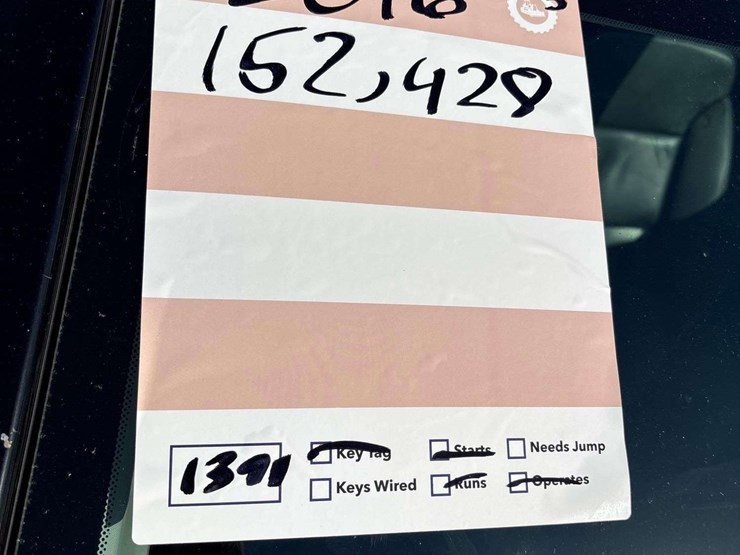 152,428
1391
Key Tag
Starts
Needs Jump
Keys Wired
Runs
Operates